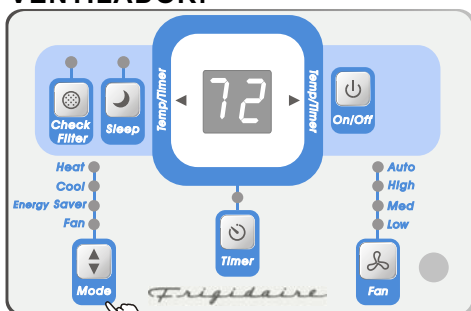 VENTILADOR:
Temp/Timer
72
Temp/Timer
Check
Filter
Sleep
On/Off
Heat
Cool
Energy Saver
Fan
Mode
Timer
Auto
High
Med
Low
Fan
Frigidaire